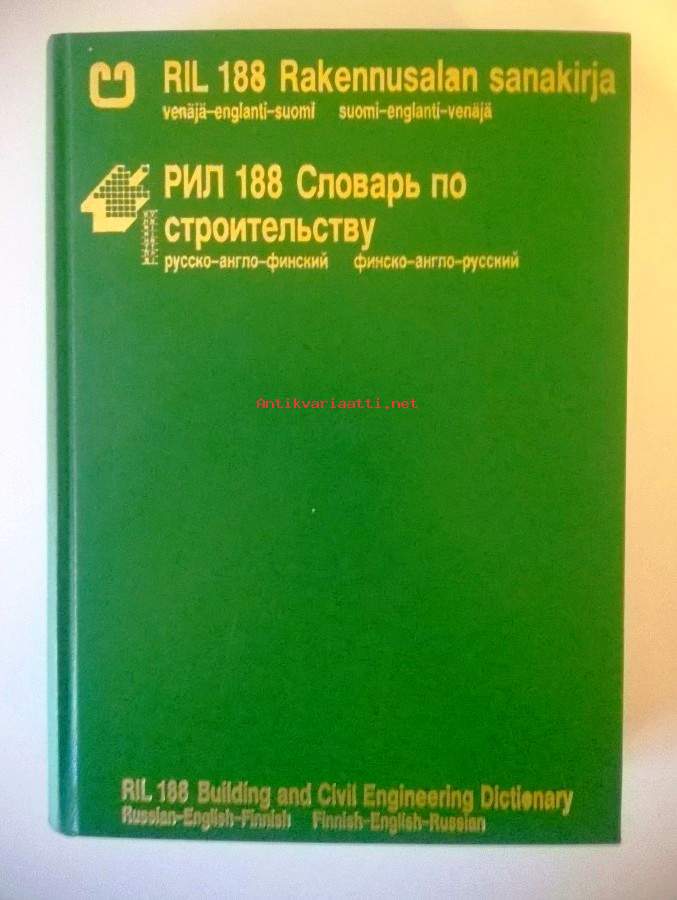 RIL 188 Rakennusalan sanakirja
venäjä-englanti-suomi suomi-englanti-venäjä
РИЛ 188 Словарь по
строительству
русско-англо-финский финско-англо-русский
Antikvariaatti.net
RIL 188 Building and Civil Engineering Dictionary
Russian-English-Finnish Finnish-English-Russian